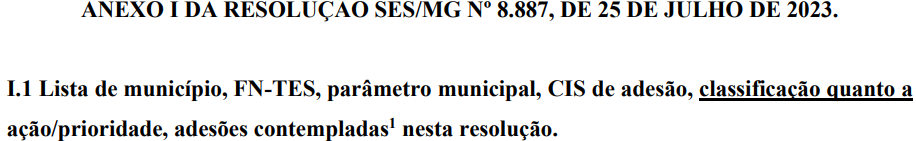 ANEXO I DA RESOLUÇÃO SES/MG Nº 8.887, DE 25 DE JULHO DE 2023.
I.1 Lista de município, FN-TES, parâmetro municipal, CIS de adesão, classificação quanto a
ação/prioridade, adesões contempladas¹ nesta resolução.